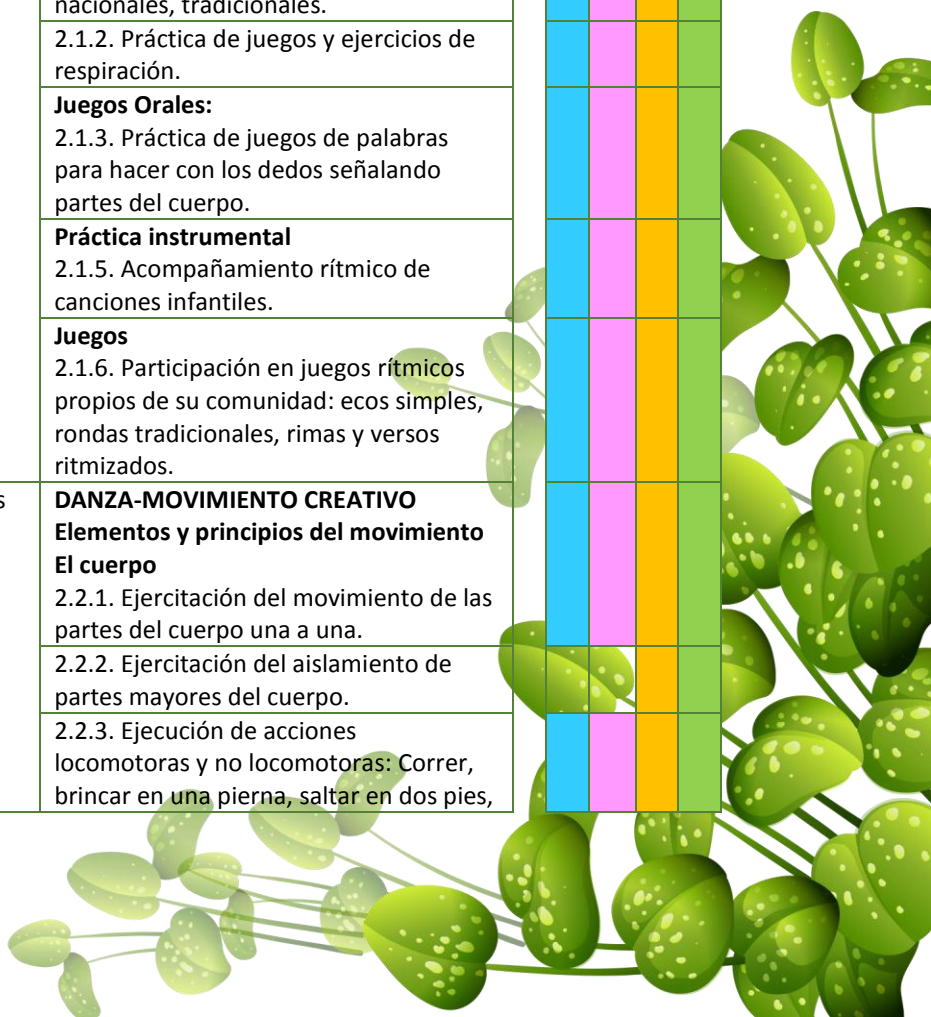 nacionales, tradicionales.
2.1.2. Práctica de juegos y ejercicios de
respiración.
Juegos Orales:
2.1.3. Práctica de juegos de palabras
para hacer con los dedos señalando
partes del cuerpo.
Práctica instrumental
2.1.5. Acompañamiento rítmico de
canciones infantiles.
Juegos
2.1.6. Participación en juegos rítmicos
propios de su comunidad: ecos simples,
rondas tradicionales, rimas y versos
ritmizados.
s
DANZA-MOVIMIENTO CREATIVO
Elementos y principios del movimiento
El cuerpo
2.2.1. Ejercitación del movimiento de las
partes del cuerpo una a una.
2.2.2. Ejercitación del aislamiento de
partes mayores del cuerpo.
2.2.3. Ejecución de acciones
locomotoras y no locomotoras: Correr,
brincar en una pierna, saltar en dos pies,